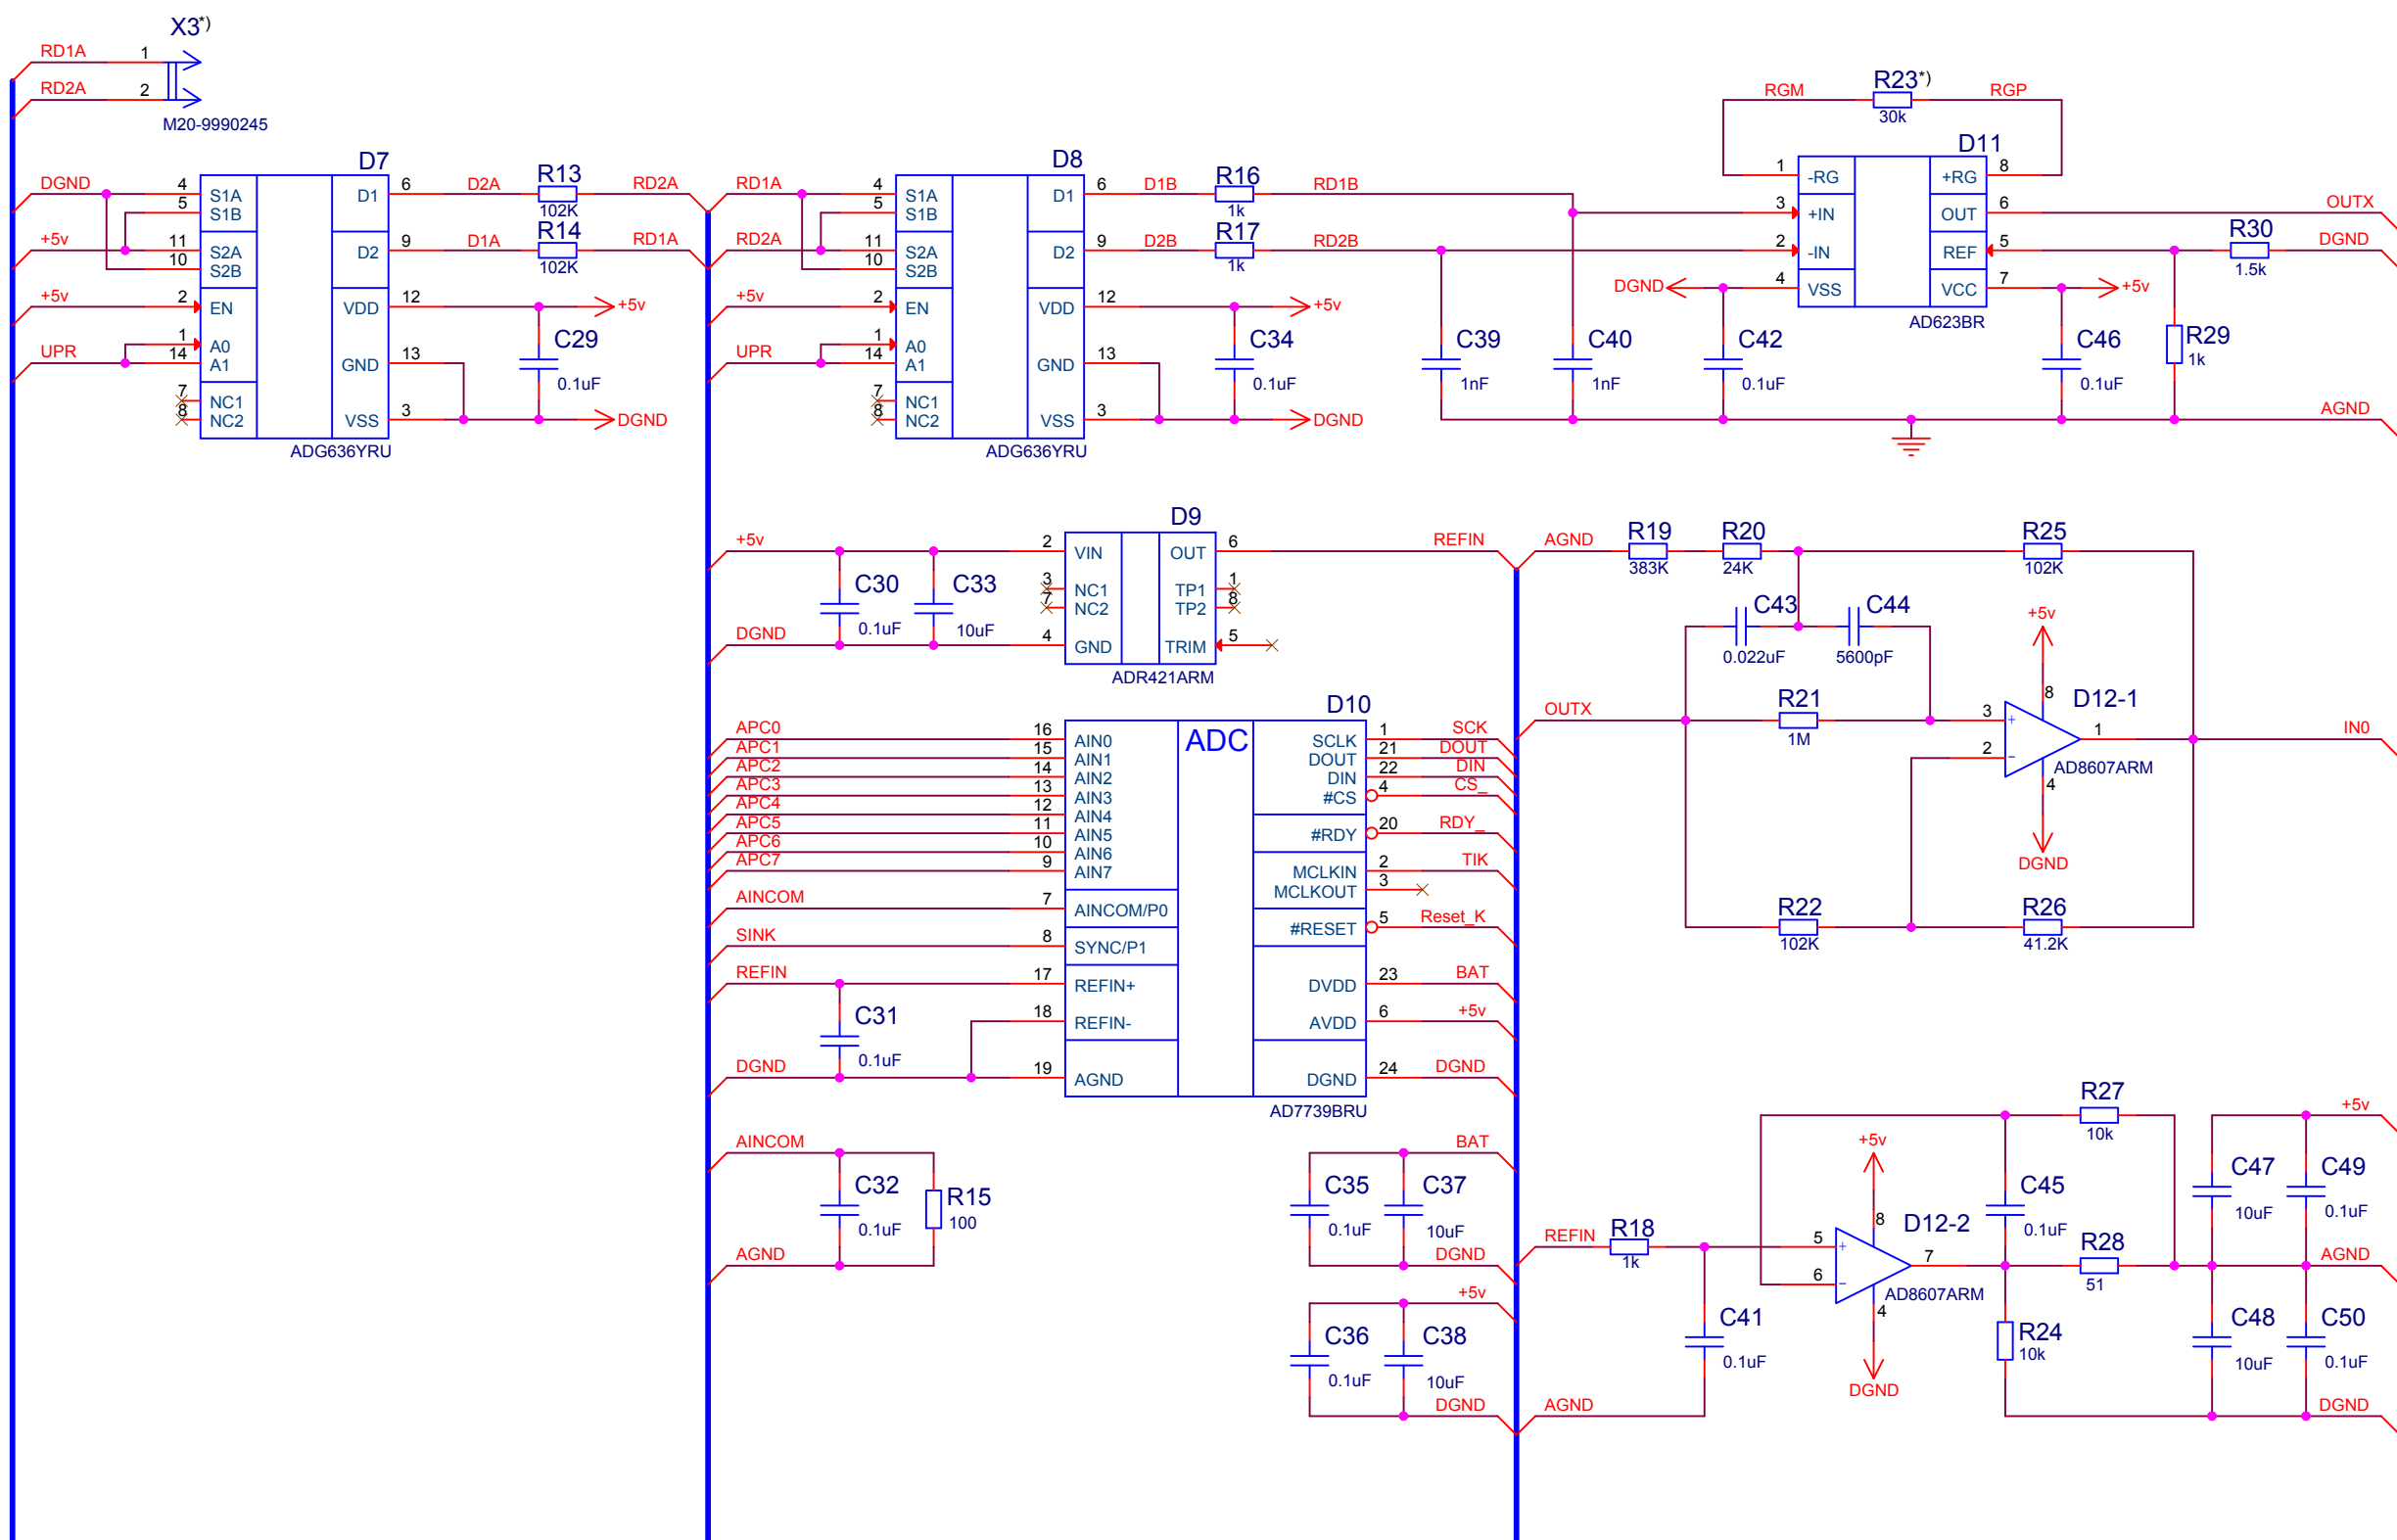 X3*)
RD1A 1
RD2A 2
M20-9990245
D7
DGND 4 S1A D1 6 D2A R13 102K RD2A
5 S1B
+5v 11 S2A D2 9 D1A R14 102K RD1A
10 S2B
+5v 2 EN VDD 12 +5v
UPR 1 A0
14 A1 GND 13
C29 0.1uF
7 NC1
8 NC2 VSS 3 DGND
ADG636YRU
D8
RD1A 4 S1A D1 6 D1B R16 1k RD1B
5 S1B
RD2A 11 S2A D2 9 D2B R17 1k RD2B
10 S2B
+5v 2 EN VDD 12 +5v
UPR 1 A0
14 A1 GND 13
C34 0.1uF
7 NC1
8 NC2 VSS 3 DGND
ADG636YRU
RGM R23*) 30k RGP
D11
1 -RG +RG 8
3 +IN OUT 6 OUTX
2 -IN REF 5 R30 1.5k DGND
DGND 4 VSS VCC 7 +5v
AD623BR
C39 1nF
C40 1nF
C42 0.1uF
C46 0.1uF
R29 1k
AGND
D9
+5v 2 VIN OUT 6 REFIN
C30 0.1uF
C33 10uF
3 NC1 TP1 1
7 NC2 TP2 8
DGND 4 GND TRIM 5
ADR421ARM
D10
ADC
APC0 16 AIN0 SCLK 1 SCK
APC1 15 AIN1 DOUT 21 DOUT
APC2 14 AIN2 DIN 22 DIN
APC3 13 AIN3 #CS 4 CS_
APC4 12 AIN4
APC5 11 AIN5 #RDY 20 RDY_
APC6 10 AIN6
APC7 9 AIN7 MCLKIN 2 TIK
MCLKOUT 3
AINCOM 7 AINCOM/P0
#RESET 5 Reset_K
SINK 8 SYNC/P1
REFIN 17 REFIN+ DVDD 23 BAT
C31 0.1uF
18 REFIN- AVDD 6 +5v
DGND 19 AGND DGND 24 DGND
AD7739BRU
AINCOM
C32 0.1uF
R15 100
AGND
BAT
C35 0.1uF
C37 10uF
DGND
+5v
C36 0.1uF
C38 10uF
DGND
AGND R19 383K R20 24K R25 102K
C43 0.022uF
C44 5600pF
+5v
OUTX R21 1M
3 + 8 D12-1
1 IN0
2 − AD8607ARM
4
DGND
R22 102K
R26 41.2K
R27 10k
+5v
+5v
C47 10uF
C49 0.1uF
C45 0.1uF
REFIN R18 1k
5 + 8 D12-2
7 R28 51 AGND
6 − AD8607ARM
4
C41 0.1uF
R24 10k
C48 10uF
C50 0.1uF
DGND
AGND
DGND